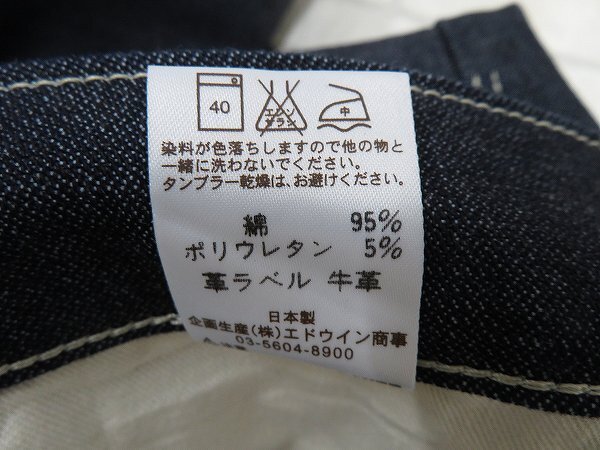 40
エンソ
サラシ
中
染料が色落ちしますので他の物と
一緒に洗わないでください。
タンブラー乾燥は、お避けください。
綿 95%
ポリウレタン 5%
革ラベル 牛革
日本製
企画生産(株)エドウイン商事
03-5604-8900